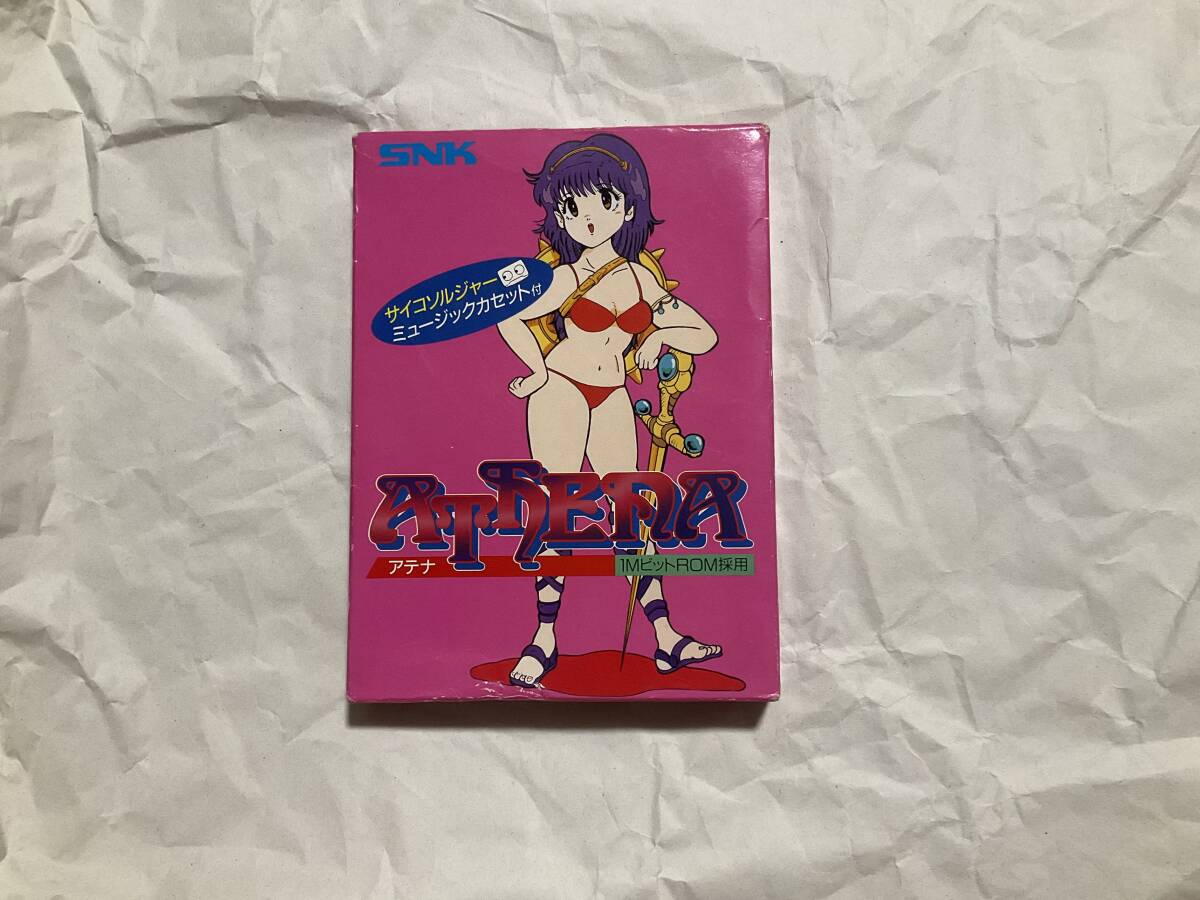 SNK
サイコソルジャー
ミュージックカセット付
ATHENA
アテナ
1MビットROM採用